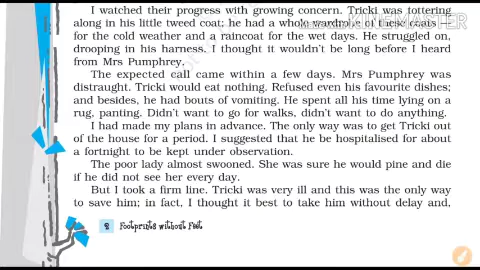 I watched their progress with growing concern. Tricki was tottering
along in his little tweed coat; he had a whole wardrobe of these coats –
for the cold weather and a raincoat for the wet days. He struggled on,
drooping in his harness. I thought it wouldn't be long before I heard
from Mrs Pumphrey.
The expected call came within a few days. Mrs Pumphrey was
distraught. Tricki would eat nothing. Refused even his favourite dishes;
and besides, he had bouts of vomiting. He spent all his time lying on a
rug, panting. Didn't want to go for walks, didn't want to do anything.
I had made my plans in advance. The only way was to get Tricki out
of the house for a period. I suggested that he be hospitalised for about
a fortnight to be kept under observation.
The poor lady almost swooned. She was sure he would pine and die
if he did not see her every day.
But I took a firm line. Tricki was very ill and this was the only way
to save him; in fact, I thought it best to take him without delay and,
2 Footprints without Feet
KINEMASTER